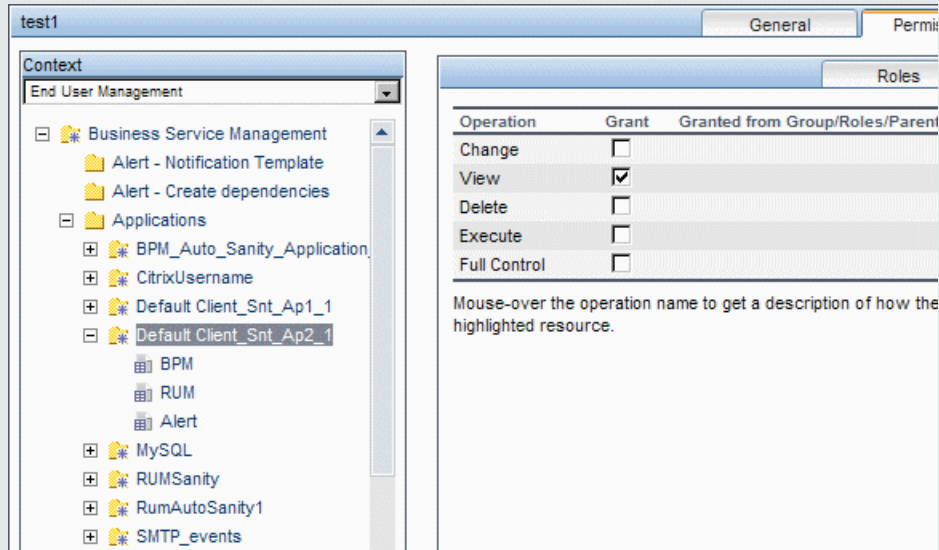 test1
General
Permis
Context
End User Management
Business Service Management
Alert - Notification Template
Alert - Create dependencies
Applications
BPM_Auto_Sanity_Application_
CitrixUsername
Default Client_Snt_Ap1_1
Default Client_Snt_Ap2_1
BPM
RUM
Alert
MySQL
RUMSanity
RumAutoSanity1
SMTP_events
Roles
Operation Grant Granted from Group/Roles/Parent
Change
View
Delete
Execute
Full Control
Mouse-over the operation name to get a description of how the
highlighted resource.